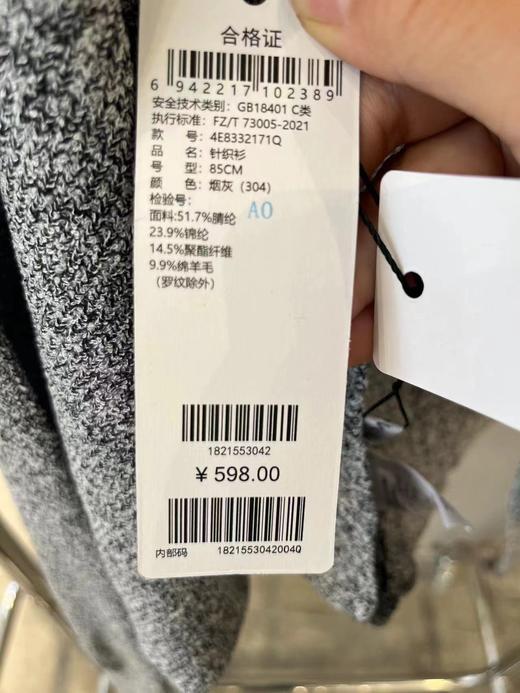 合格证
6 942217 102389
安全技术类别: GB18401 C类
执行标准: FZ/T 73005-2021
款 号: 4E8332171Q
品 名: 针织衫
号 型: 85CM
颜 色: 烟灰 (304)
检验号: A0
面料:51.7%腈纶
23.9%锦纶
14.5%聚酯纤维
9.9%绵羊毛
(罗纹除外)
1821553042
¥ 598.00
内部码 1821553042004Q